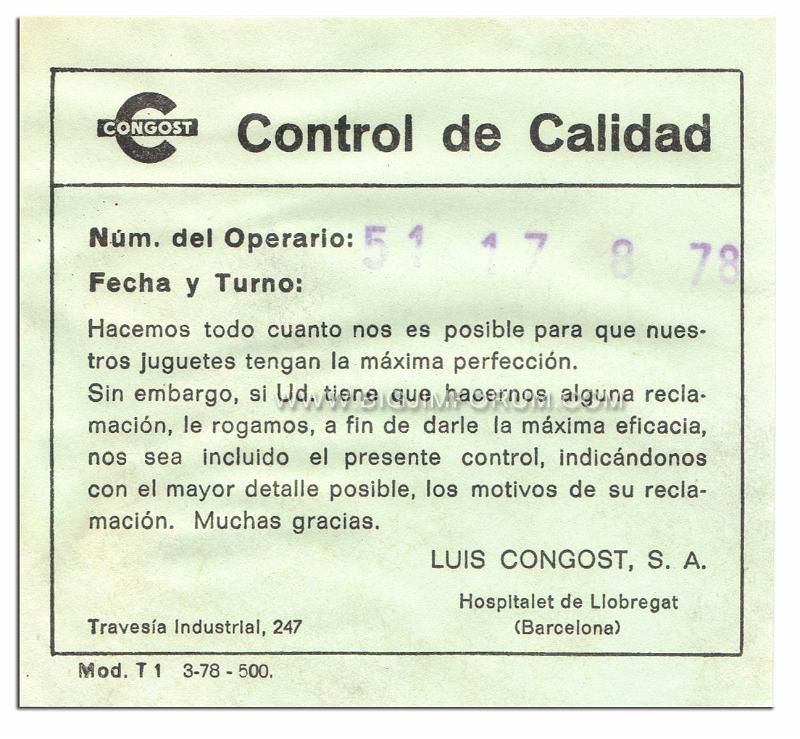 CONGOST
Control de Calidad
Núm. del Operario: 51 17 8 78
Fecha y Turno:
Hacemos todo cuanto nos es posible para que nues-
tros juguetes tengan la máxima perfección.
Sin embargo, si Ud. tiene que hacernos alguna recla-
WWW.BIGJIMFORUM.COM
mación, le rogamos, a fin de darle la máxima eficacia,
nos sea incluido el presente control, indicándonos
con el mayor detalle posible, los motivos de su recla-
mación. Muchas gracias.
LUIS CONGOST, S. A.
Hospitalet de Llobregat
Travesía Industrial, 247
(Barcelona)
Mod. T 1 3-78 - 500.